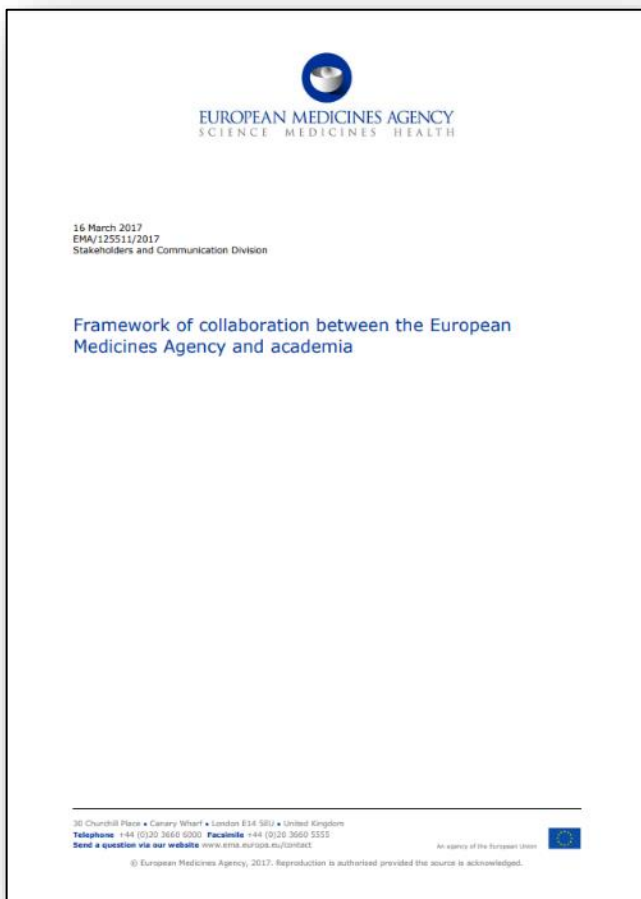 EUROPEAN MEDICINES AGENCY
SCIENCE MEDICINES HEALTH
16 March 2017
EMA/125511/2017
Stakeholders and Communication Division
Framework of collaboration between the European
Medicines Agency and academia
30 Churchill Place • Canary Wharf • London E14 5EU • United Kingdom
Telephone +44 (0)20 3660 6000 Facsimile +44 (0)20 3660 5555
Send a question via our website www.ema.europa.eu/contact
An agency of the European Union
© European Medicines Agency, 2017. Reproduction is authorised provided the source is acknowledged.